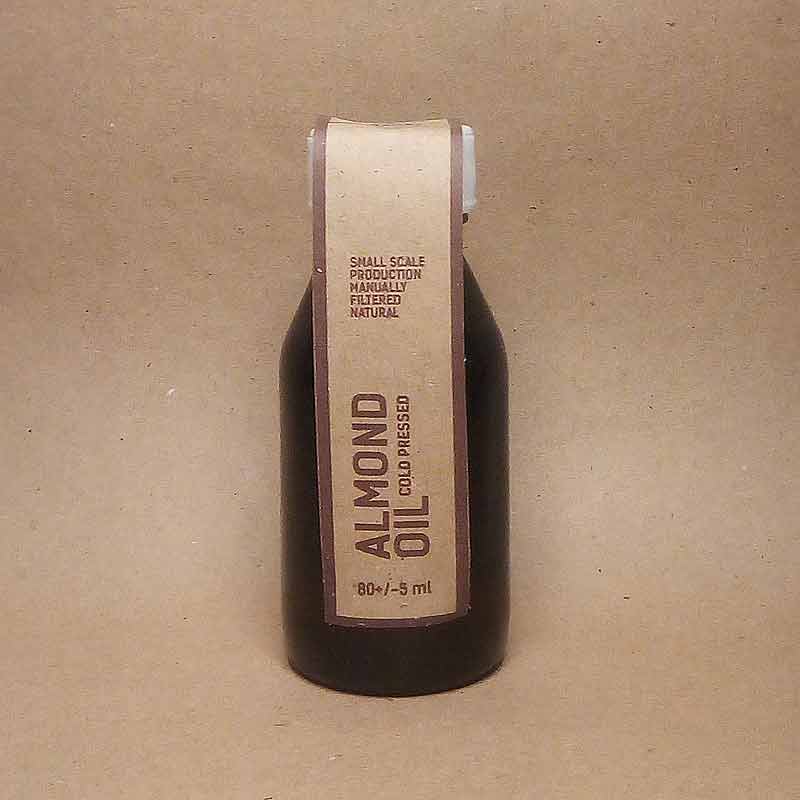 SMALL SCALE
PRODUCTION
MANUALLY
FILTERED
NATURAL
ALMOND
OIL COLD PRESSED
80+/-5 ml